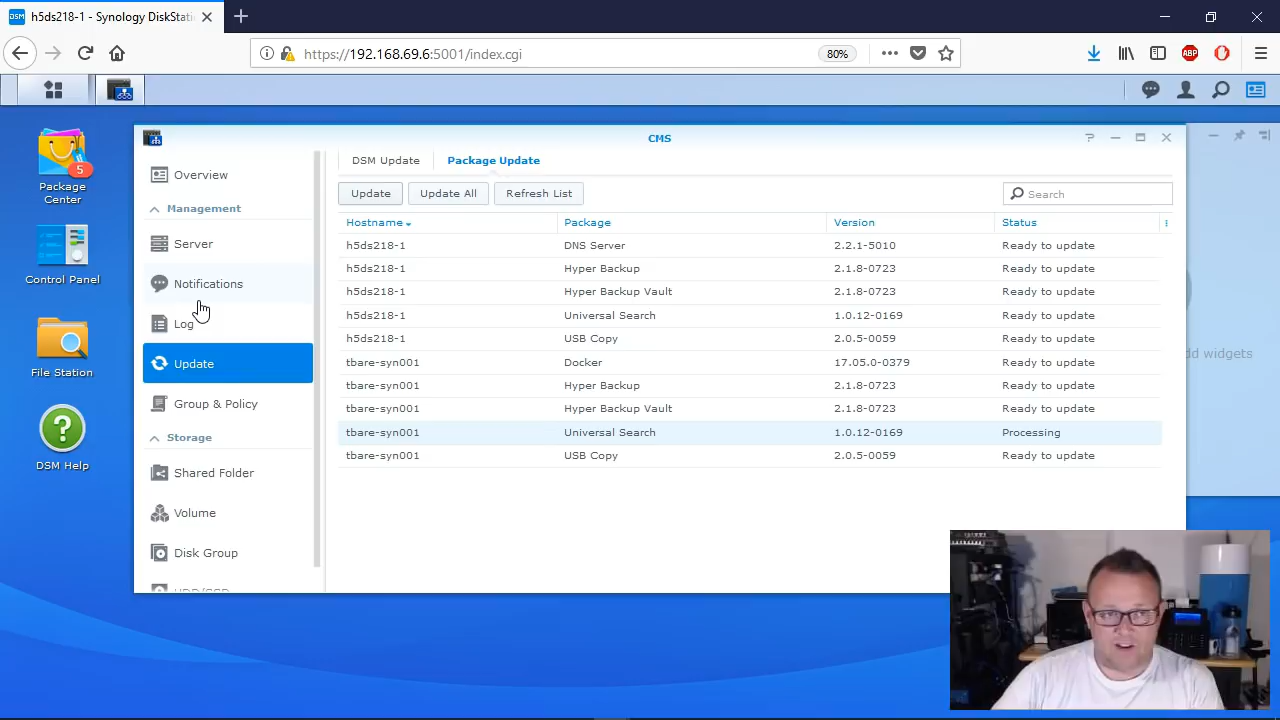 DSM h5ds218-1 - Synology DiskStati
https://192.168.69.6:5001/index.cgi
80%
ABP
CMS
5
Package
Center
Control Panel
File Station
DSM Help
Overview
Management
Server
Notifications
Log
Update
Group & Policy
Storage
Shared Folder
Volume
Disk Group
HDD/SSD
DSM Update Package Update
Update Update All Refresh List Search
Hostname Package Version Status
h5ds218-1 DNS Server 2.2.1-5010 Ready to update
h5ds218-1 Hyper Backup 2.1.8-0723 Ready to update
h5ds218-1 Hyper Backup Vault 2.1.8-0723 Ready to update
h5ds218-1 Universal Search 1.0.12-0169 Ready to update
h5ds218-1 USB Copy 2.0.5-0059 Ready to update
tbare-syn001 Docker 17.05.0-0379 Ready to update
tbare-syn001 Hyper Backup 2.1.8-0723 Ready to update
tbare-syn001 Hyper Backup Vault 2.1.8-0723 Ready to update
tbare-syn001 Universal Search 1.0.12-0169 Processing
tbare-syn001 USB Copy 2.0.5-0059 Ready to update
dd widgets